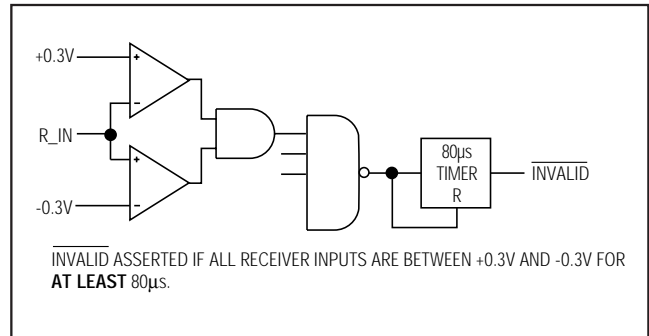 +0.3V
R_IN
-0.3V
+
-
+
-
80µs
TIMER
R
INVALID
INVALID ASSERTED IF ALL RECEIVER INPUTS ARE BETWEEN +0.3V AND -0.3V FOR
AT LEAST 80µs.